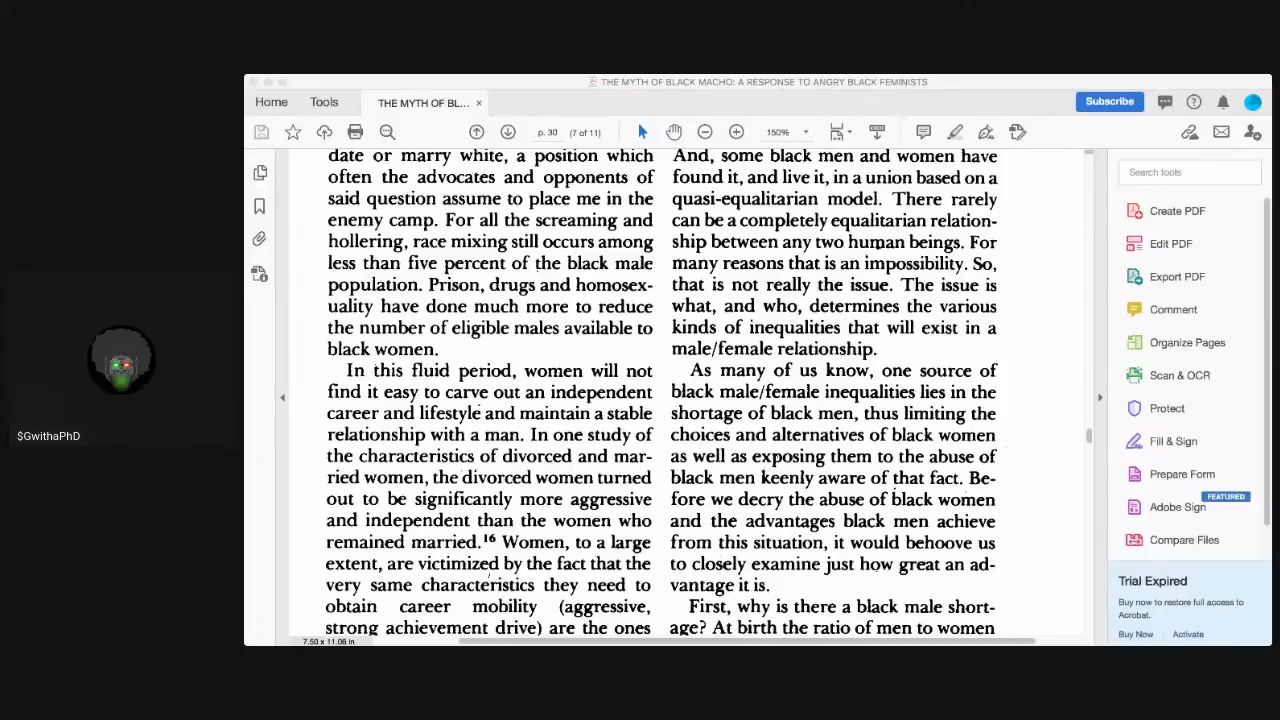 THE MYTH OF BLACK MACHO: A RESPONSE TO ANGRY BLACK FEMINISTS
Home
Tools
THE MYTH OF BL...
×
Subscribe
p. 30
(7 of 11)
150%
date or marry white, a position which
often the advocates and opponents of
said question assume to place me in the
enemy camp. For all the screaming and
hollering, race mixing still occurs among
less than five percent of the black male
population. Prison, drugs and homosex-
uality have done much more to reduce
the number of eligible males available to
black women.
In this fluid period, women will not
find it easy to carve out an independent
career and lifestyle and maintain a stable
relationship with a man. In one study of
the characteristics of divorced and mar-
ried women, the divorced women turned
out to be significantly more aggressive
and independent than the women who
remained married.16 Women, to a large
extent, are victimized by the fact that the
very same characteristics they need to
obtain career mobility (aggressive,
strong achievement drive) are the ones
And, some black men and women have
found it, and live it, in a union based on a
quasi-equalitarian model. There rarely
can be a completely equalitarian relation-
ship between any two human beings. For
many reasons that is an impossibility. So,
that is not really the issue. The issue is
what, and who, determines the various
kinds of inequalities that will exist in a
male/female relationship.
As many of us know, one source of
black male/female inequalities lies in the
shortage of black men, thus limiting the
choices and alternatives of black women
as well as exposing them to the abuse of
black men keenly aware of that fact. Be-
fore we decry the abuse of black women
and the advantages black men achieve
from this situation, it would behoove us
to closely examine just how great an ad-
vantage it is.
First, why is there a black male short-
age? At birth the ratio of men to women
7.50 x 11.06 in
Search tools
Create PDF
Edit PDF
Export PDF
Comment
Organize Pages
Scan & OCR
Protect
Fill & Sign
Prepare Form
FEATURED
Adobe Sign
Compare Files
Trial Expired
Buy now to restore full access to
Acrobat.
Buy Now
Activate
$GwithaPhD